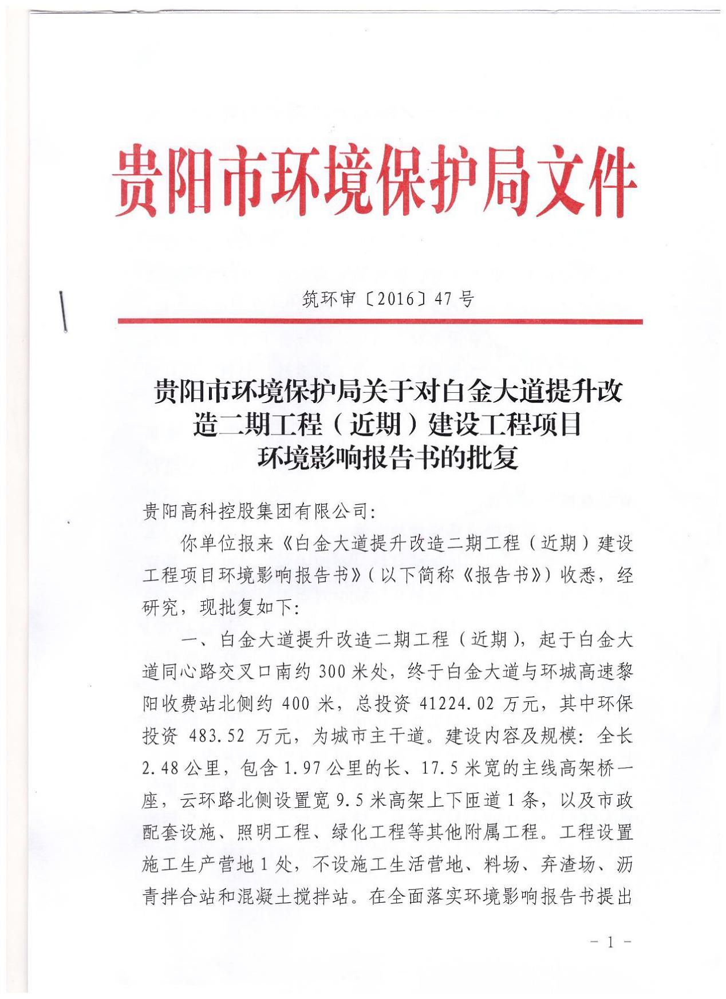 贵阳市环境保护局文件
筑环审〔2016〕47号
贵阳市环境保护局关于对白金大道提升改
造二期工程（近期）建设工程项目
环境影响报告书的批复
贵阳高科控股集团有限公司：
你单位报来《白金大道提升改造二期工程（近期）建设
工程项目环境影响报告书》（以下简称《报告书》）收悉，经
研究，现批复如下：
一、白金大道提升改造二期工程（近期），起于白金大
道同心路交叉口南约300米处，终于白金大道与环城高速黎
阳收费站北侧约400米，总投资41224.02万元，其中环保
投资483.52万元，为城市主干道。建设内容及规模：全长
2.48公里，包含1.97公里的长、17.5米宽的主线高架桥一
座，云环路北侧设置宽9.5米高架上下匝道1条，以及市政
配套设施、照明工程、绿化工程等其他附属工程。工程设置
施工生产营地1处，不设施工生活营地、料场、弃渣场、沥
青拌合站和混凝土搅拌站。在全面落实环境影响报告书提出
－1－